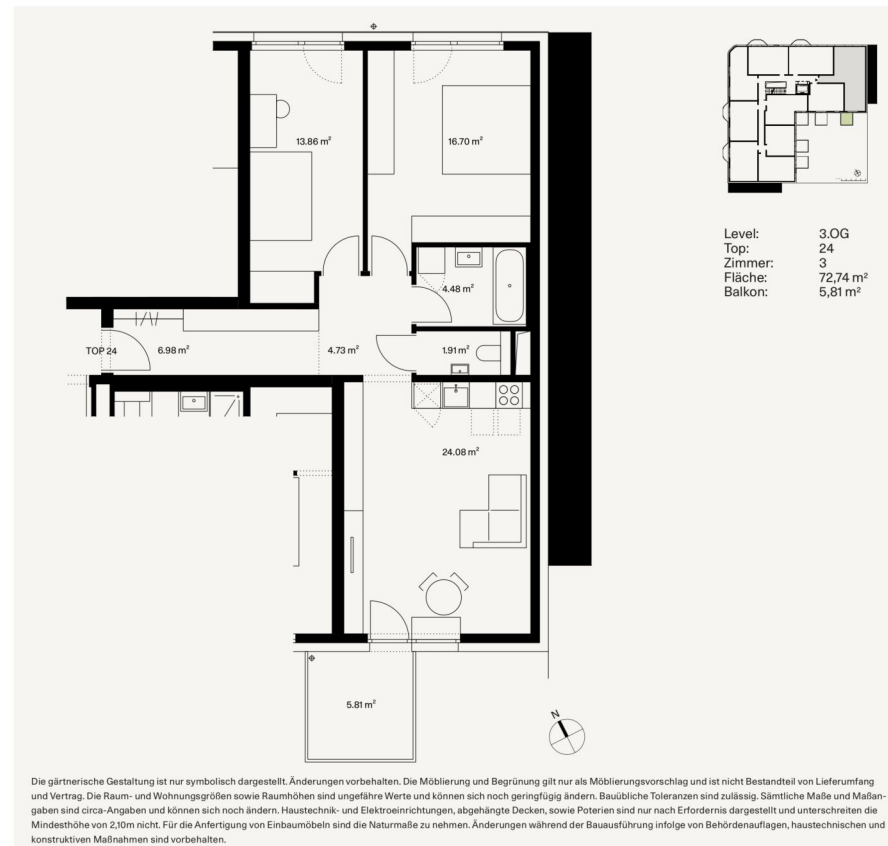 13.86 m²
16.70 m²
4.48 m²
TOP 24
6.98 m²
4.73 m²
1.91 m²
24.08 m²
5.81 m²
N
Level: 3.OG
Top: 24
Zimmer: 3
Fläche: 72,74 m²
Balkon: 5,81 m²
Die gärtnerische Gestaltung ist nur symbolisch dargestellt. Änderungen vorbehalten. Die Möblierung und Begrünung gilt nur als Möblierungsvorschlag und ist nicht Bestandteil von Lieferumfang
und Vertrag. Die Raum- und Wohnungsgrößen sowie Raumhöhen sind ungefähre Werte und können sich noch geringfügig ändern. Bauübliche Toleranzen sind zulässig. Sämtliche Maße und Maßan-
gaben sind circa-Angaben und können sich noch ändern. Haustechnik- und Elektroeinrichtungen, abgehängte Decken, sowie Poterien sind nur nach Erfordernis dargestellt und unterschreiten die
Mindesthöhe von 2,10m nicht. Für die Anfertigung von Einbaumöbeln sind die Naturmaße zu nehmen. Änderungen während der Bauausführung infolge von Behördenauflagen, haustechnischen und
konstruktiven Maßnahmen sind vorbehalten.